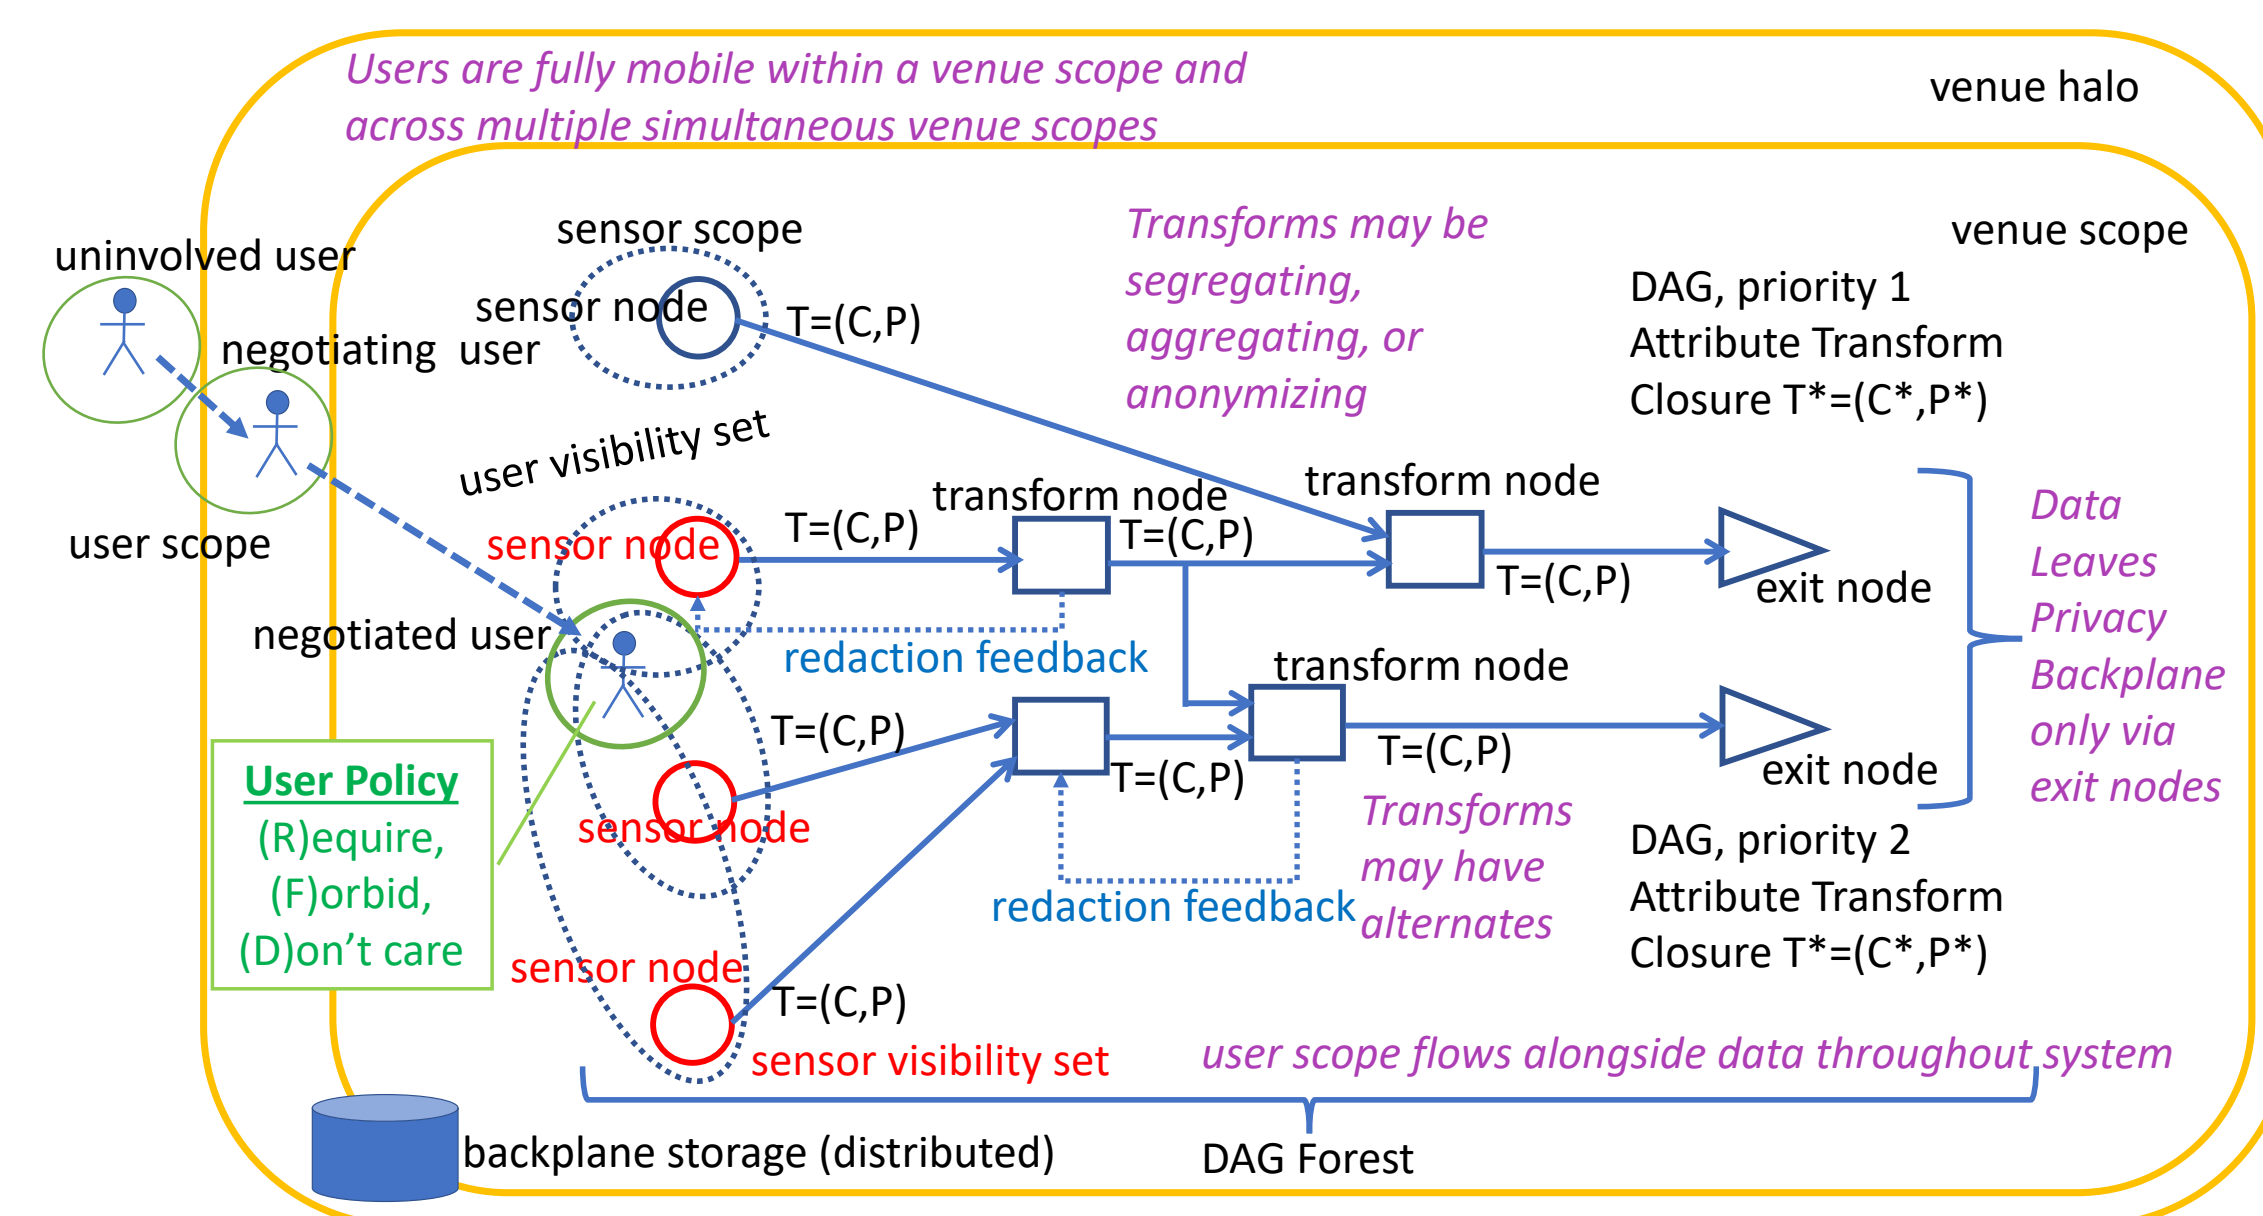 Users are fully mobile within a venue scope and
across multiple simultaneous venue scopes
venue halo
venue scope
uninvolved user
negotiating  user
user scope
sensor scope
sensor node
T=(C,P)
Transforms may be
segregating,
aggregating, or
anonymizing
DAG, priority 1
Attribute Transform
Closure T*=(C*,P*)
user visibility set
sensor node
T=(C,P)
transform node
T=(C,P)
transform node
T=(C,P)
exit node
Data
Leaves
Privacy
Backplane
only via
exit nodes
negotiated user
redaction feedback
transform node
T=(C,P)
T=(C,P)
T=(C,P)
exit node
User Policy
(R)equire,
(F)orbid,
(D)on't care
sensor node
redaction feedback
Transforms
may have
alternates
DAG, priority 2
Attribute Transform
Closure T*=(C*,P*)
sensor node
T=(C,P)
sensor visibility set
user scope flows alongside data throughout system
backplane storage (distributed)
DAG Forest